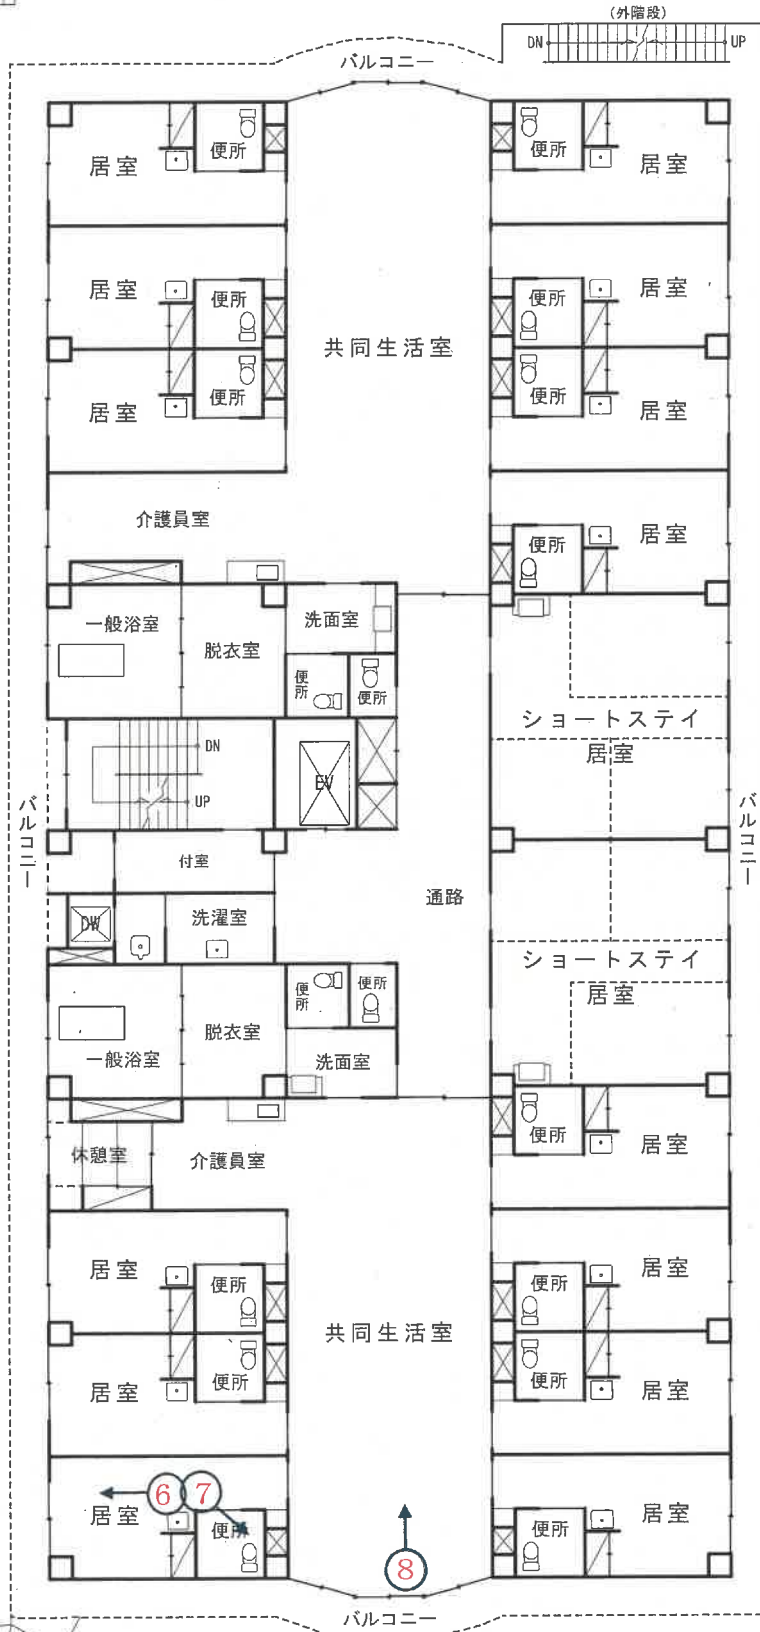 (外階段)
DN UP
バルコニー
居室 便所 便所 居室
居室 便所 便所 居室
共同生活室
居室 便所 便所 居室
介護員室
便所 居室
一般浴室 脱衣室 洗面室
便所 便所
ショートステイ
居室
DN
EV
UP
バルコニー
バルコニー
付室
通路
DW 洗濯室
ショートステイ
居室
便所 便所
一般浴室 脱衣室 洗面室
便所 居室
休憩室 介護員室
居室 便所 便所 居室
共同生活室
居室 便所 便所 居室
6 7
居室 便所 便所 居室
8
バルコニー